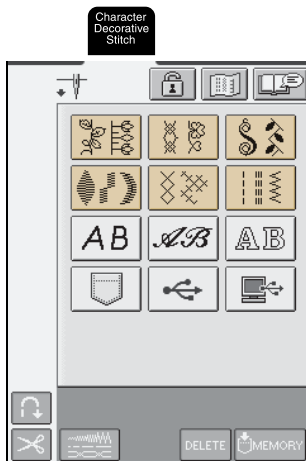 Character
Decorative
Stitch
AB
AB
AB
DELETE
MEMORY